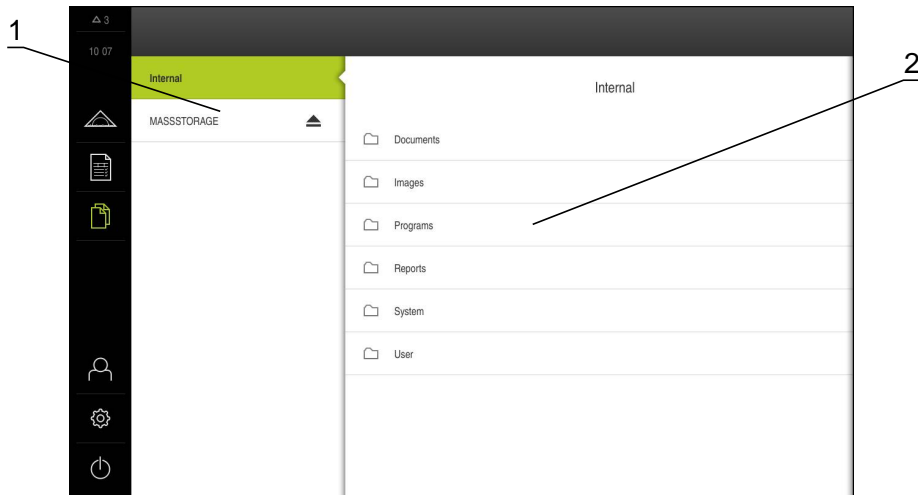 1
3
10 07
2
Internal
Internal
MASSSTORAGE
Documents
Images
Programs
Reports
System
User